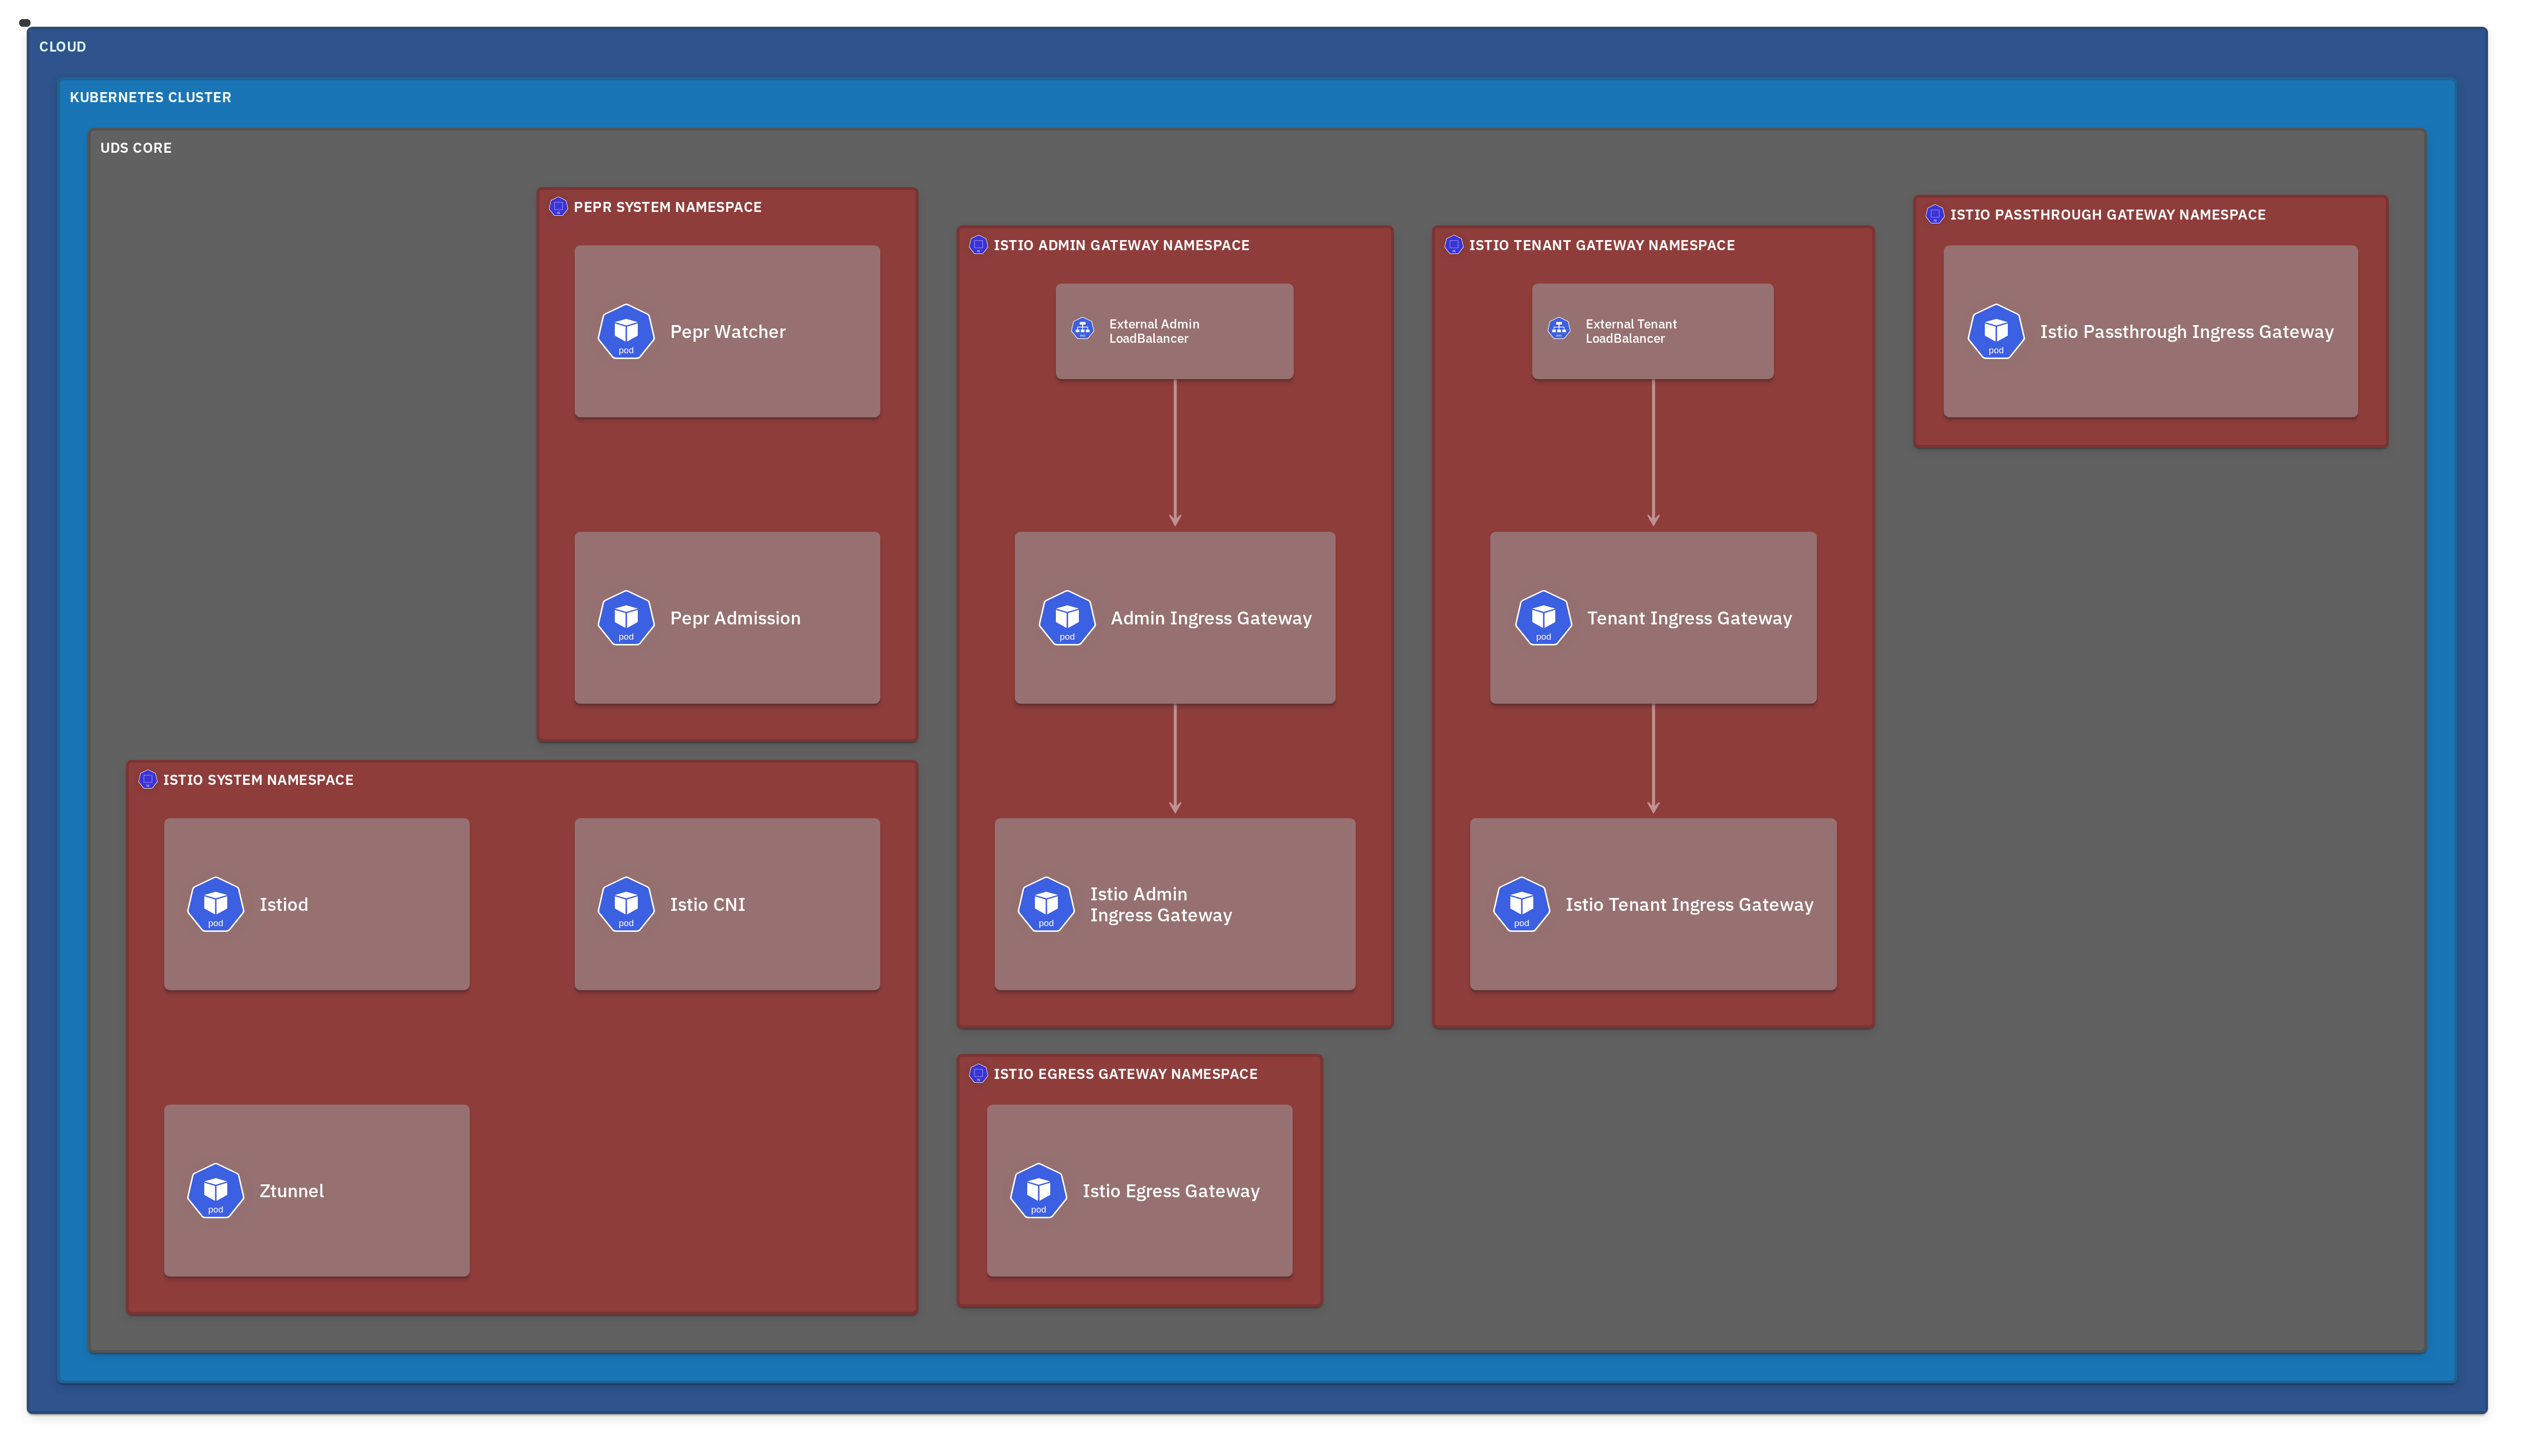 CLOUD
KUBERNETES CLUSTER
UDS CORE
PEPR SYSTEM NAMESPACE
pod
Pepr Watcher
pod
Pepr Admission
ISTIO ADMIN GATEWAY NAMESPACE
External Admin
LoadBalancer
pod
Admin Ingress Gateway
pod
Istio Admin
Ingress Gateway
ISTIO TENANT GATEWAY NAMESPACE
External Tenant
LoadBalancer
pod
Tenant Ingress Gateway
pod
Istio Tenant Ingress Gateway
ISTIO PASSTHROUGH GATEWAY NAMESPACE
pod
Istio Passthrough Ingress Gateway
ISTIO SYSTEM NAMESPACE
pod
Istiod
pod
Istio CNI
pod
Ztunnel
ISTIO EGRESS GATEWAY NAMESPACE
pod
Istio Egress Gateway